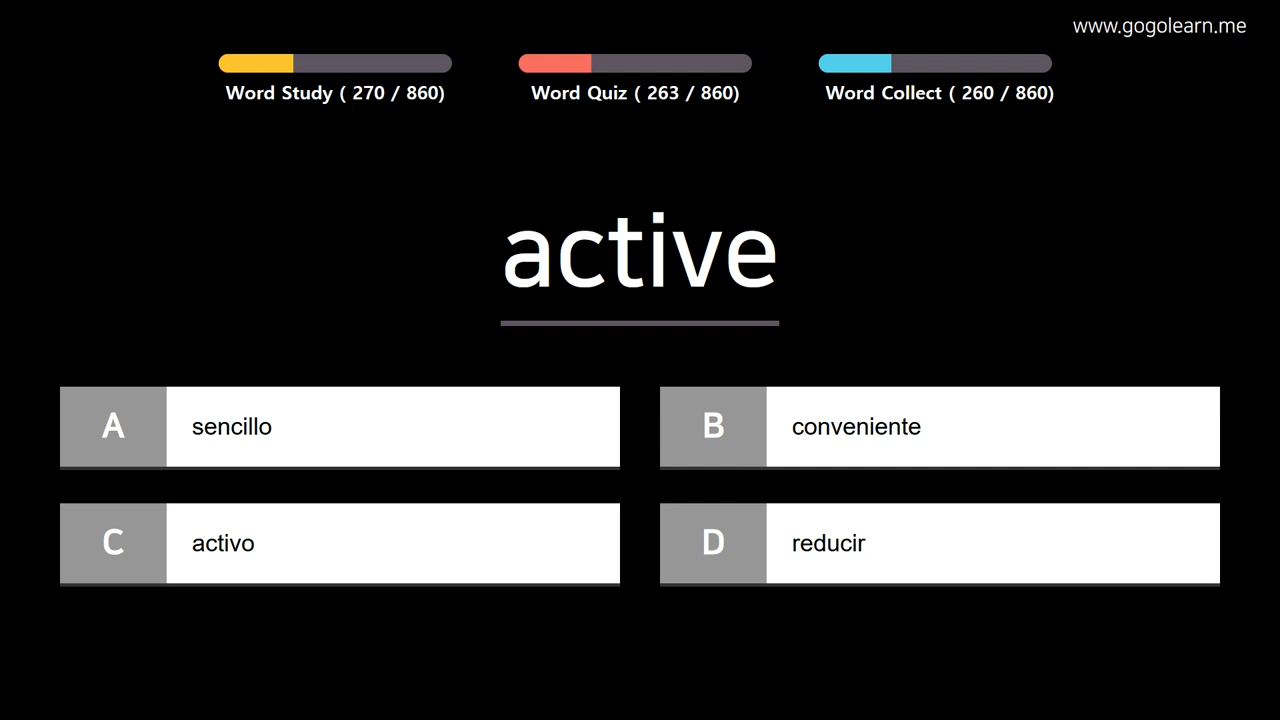 www.gogolearn.me
Word Study ( 270 / 860)
Word Quiz ( 263 / 860)
Word Collect ( 260 / 860)
active
A
sencillo
B
conveniente
C
activo
D
reducir